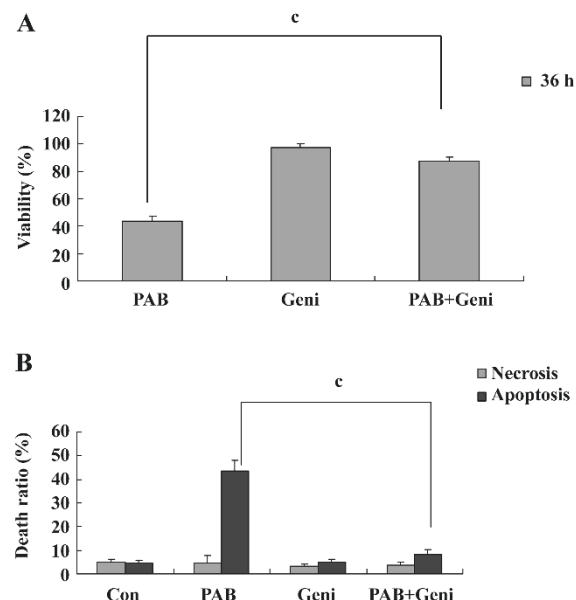 A
c
36 h
Viability (%)
120
100
80
60
40
20
0
PAB Geni PAB+Geni
B
Necrosis
Apoptosis
c
Death ratio (%)
60
50
40
30
20
10
0
Con PAB Geni PAB+Geni